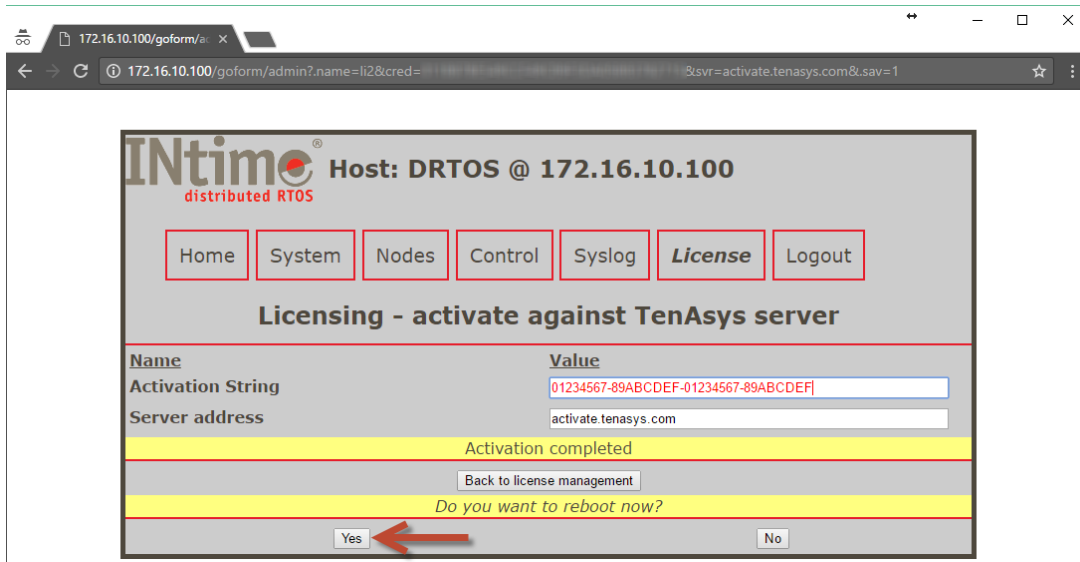 172.16.10.100/goform/ac
172.16.10.100/goform/admin?.name=li2&cred= &svr=activate.tenasys.com&.sav=1
INtime® Host: DRTOS @ 172.16.10.100
distributed RTOS
Home System Nodes Control Syslog License Logout
Licensing - activate against TenAsys server
Name Value
Activation String 01234567-89ABCDEF-01234567-89ABCDEF
Server address activate.tenasys.com
Activation completed
Back to license management
Do you want to reboot now?
Yes No